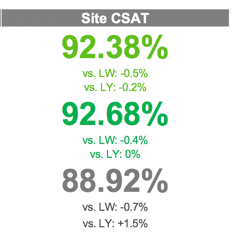 Site CSAT
92.38%
vs. LW: -0.5%
vs. LY: -0.2%
92.68%
vs. LW: -0.4%
vs. LY: 0%
88.92%
vs. LW: -0.7%
vs. LY: +1.5%